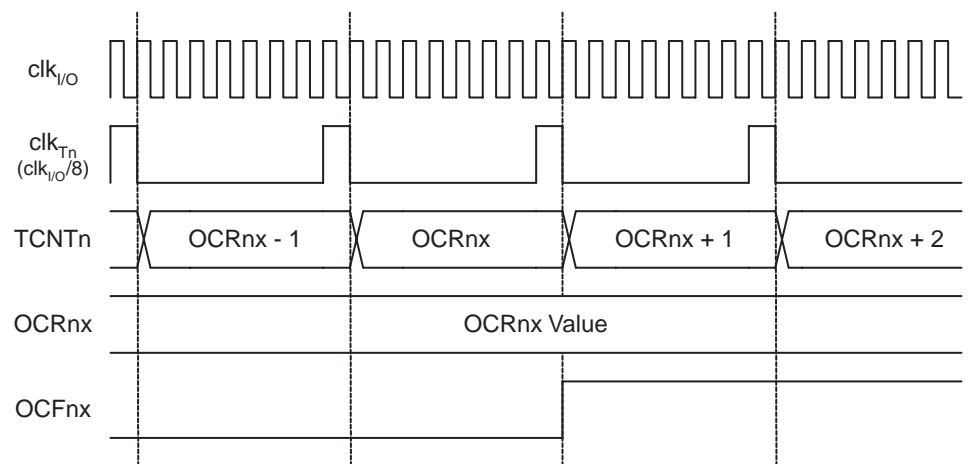 clkI/O
clkTn
(clkI/O/8)
TCNTn
OCRnx - 1
OCRnx
OCRnx + 1
OCRnx + 2
OCRnx
OCRnx Value
OCFnx